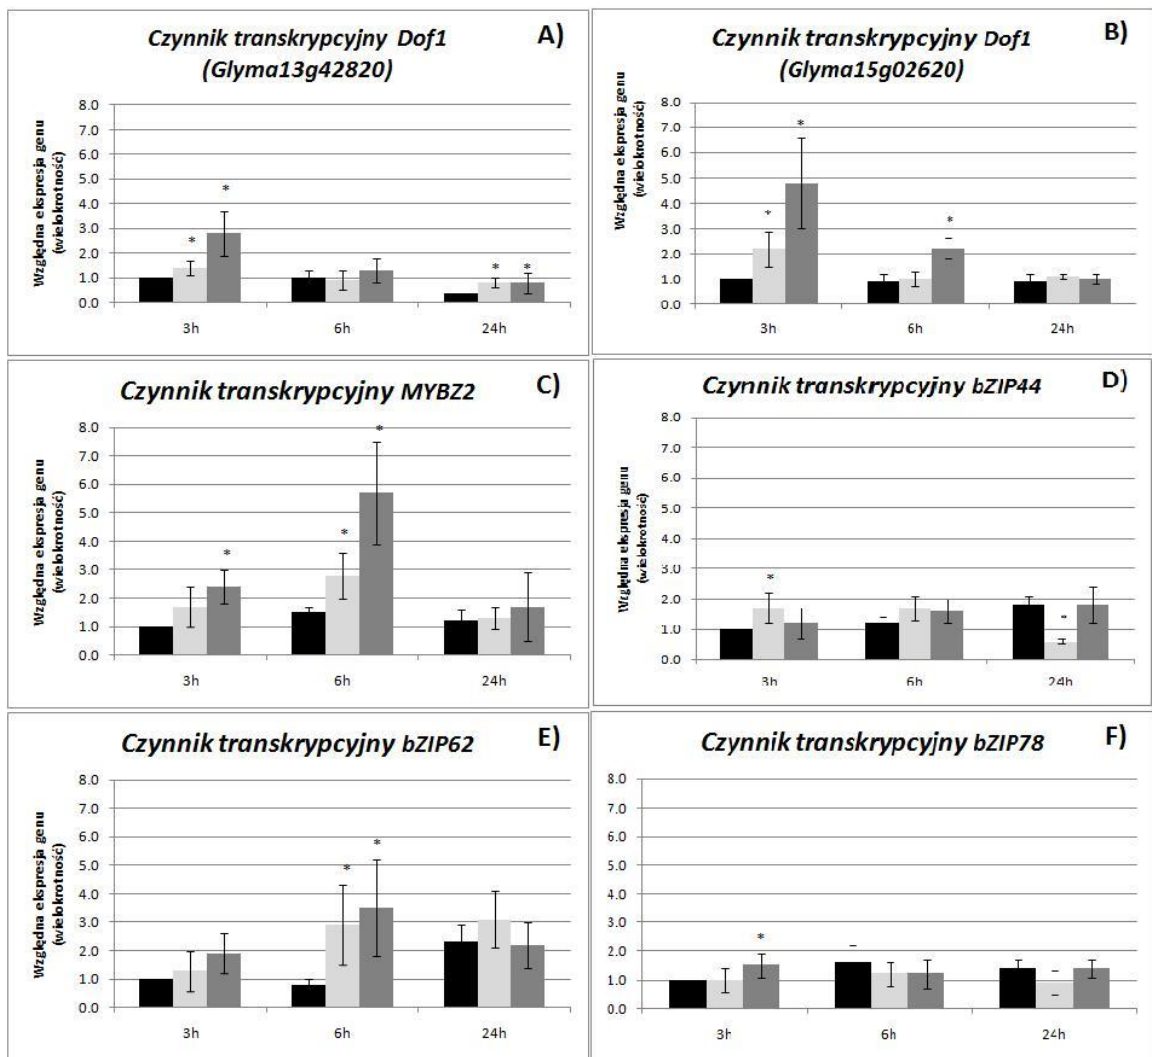 Czynnik transkrypcyjny Dof1
(Glyma13g42820)
A)
Względna ekspresja genu
(wielokrotność)
8.0
7.0
6.0
5.0
4.0
3.0
2.0
1.0
0.0
*
*
*
*
3h
6h
24h
Czynnik transkrypcyjny Dof1
(Glyma15g02620)
B)
Względna ekspresja genu
(wielokrotność)
8.0
7.0
6.0
5.0
4.0
3.0
2.0
1.0
0.0
*
*
*
3h
6h
24h
Czynnik transkrypcyjny MYBZ2
C)
Względna ekspresja genu
(wielokrotność)
8.0
7.0
6.0
5.0
4.0
3.0
2.0
1.0
0.0
*
*
*
3h
6h
24h
Czynnik transkrypcyjny bZIP44
D)
Względna ekspresja genu
(wielokrotność)
8.0
7.0
6.0
5.0
4.0
3.0
2.0
1.0
0.0
*
*
3h
6h
24h
Czynnik transkrypcyjny bZIP62
E)
Względna ekspresja genu
(wielokrotność)
8.0
7.0
6.0
5.0
4.0
3.0
2.0
1.0
0.0
*
*
3h
6h
24h
Czynnik transkrypcyjny bZIP78
F)
Względna ekspresja genu
(wielokrotność)
8.0
7.0
6.0
5.0
4.0
3.0
2.0
1.0
0.0
*
3h
6h
24h